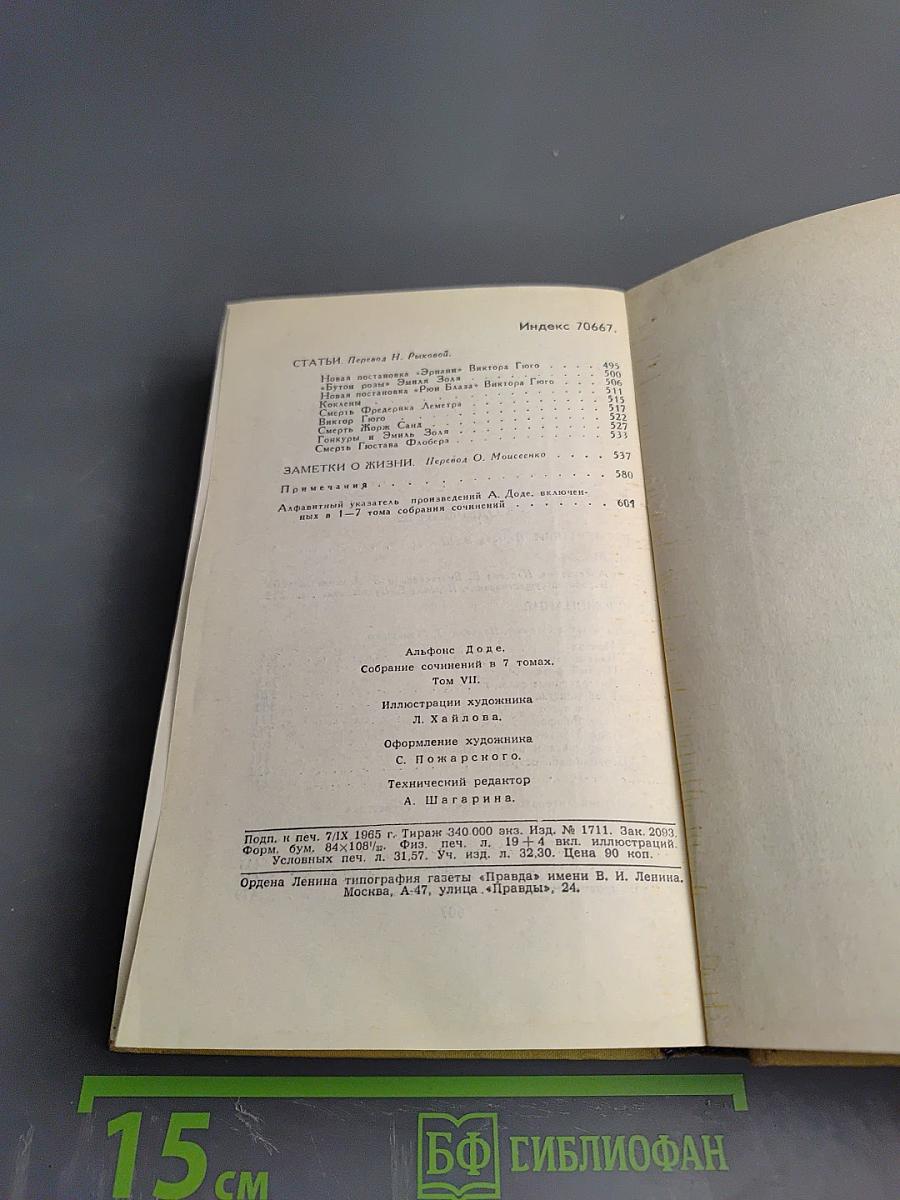 Индекс 70667.
СТАТЬИ. Перевод Н. Рыковой.
Новая постановка «Эрнани» Виктора Гюго . . . . 495
«Бутон розы» Эмиля Золя . . . . . . . . 500
Новая постановка «Рюи Блаза» Виктора Гюго . . . 506
Коклены . . . . . . . . . . . . 511
Смерть Фредерика Леметра . . . . . . . . 515
Виктор Гюго . . . . . . . . . . . 517
Смерть Жорж Санд . . . . . . . . . . 522
Гонкуры и Эмиль Золя . . . . . . . . . 527
Смерть Гюстава Флобера . . . . . . . . . 533
ЗАМЕТКИ О ЖИЗНИ. Перевод О. Моисеенко . . . . 537
Примечания . . . . . . . . . . . . 580
Алфавитный указатель произведений А. Доде, включен-
ных в 1—7 тома собрания сочинений . . . . . . . 601
Альфонс Доде.
Собрание сочинений в 7 томах.
Том VII.
Иллюстрации художника
Л. Хайлова.
Оформление художника
С. Пожарского.
Технический редактор
А. Шагарина.
Подп. к печ. 7/IX 1965 г. Тираж 340 000 экз. Изд. № 1711. Зак. 2093.
Форм. бум. 84×108¹/₃₂. Физ. печ. л. 19+4 вкл. иллюстраций.
Условных печ. л. 31,57. Уч. изд. л. 32,30. Цена 90 коп.
Ордена Ленина типография газеты «Правда» имени В. И. Ленина.
Москва, А-47, улица «Правды», 24.
15 см
БФ БИБЛИОФАН